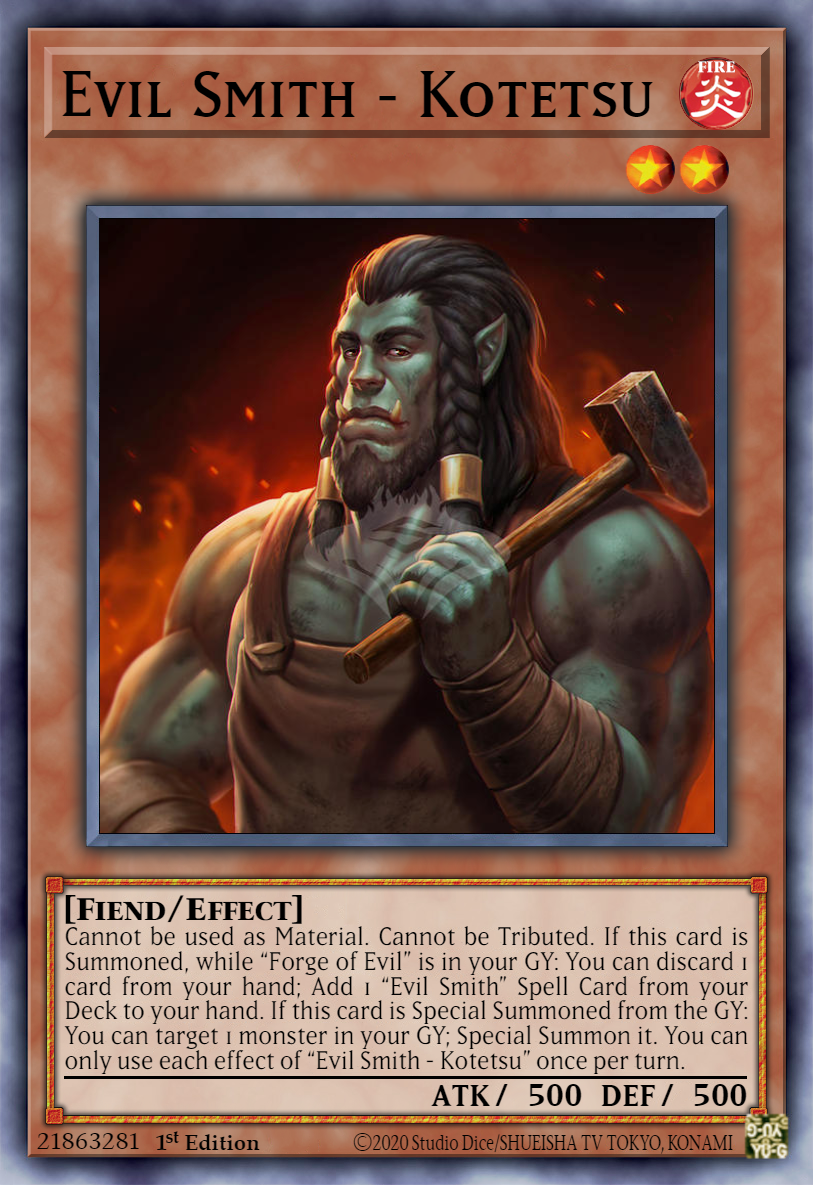 Evil Smith - Kotetsu
FIRE
炎
[Fiend/Effect]
Cannot be used as Material. Cannot be Tributed. If this card is
Summoned, while “Forge of Evil” is in your GY: You can discard 1
card from your hand; Add 1 “Evil Smith” Spell Card from your
Deck to your hand. If this card is Special Summoned from the GY:
You can target 1 monster in your GY; Special Summon it. You can
only use each effect of “Evil Smith - Kotetsu” once per turn.
ATK / 500 DEF / 500
21863281 1st Edition ©2020 Studio Dice/SHUEISHA TV TOKYO, KONAMI